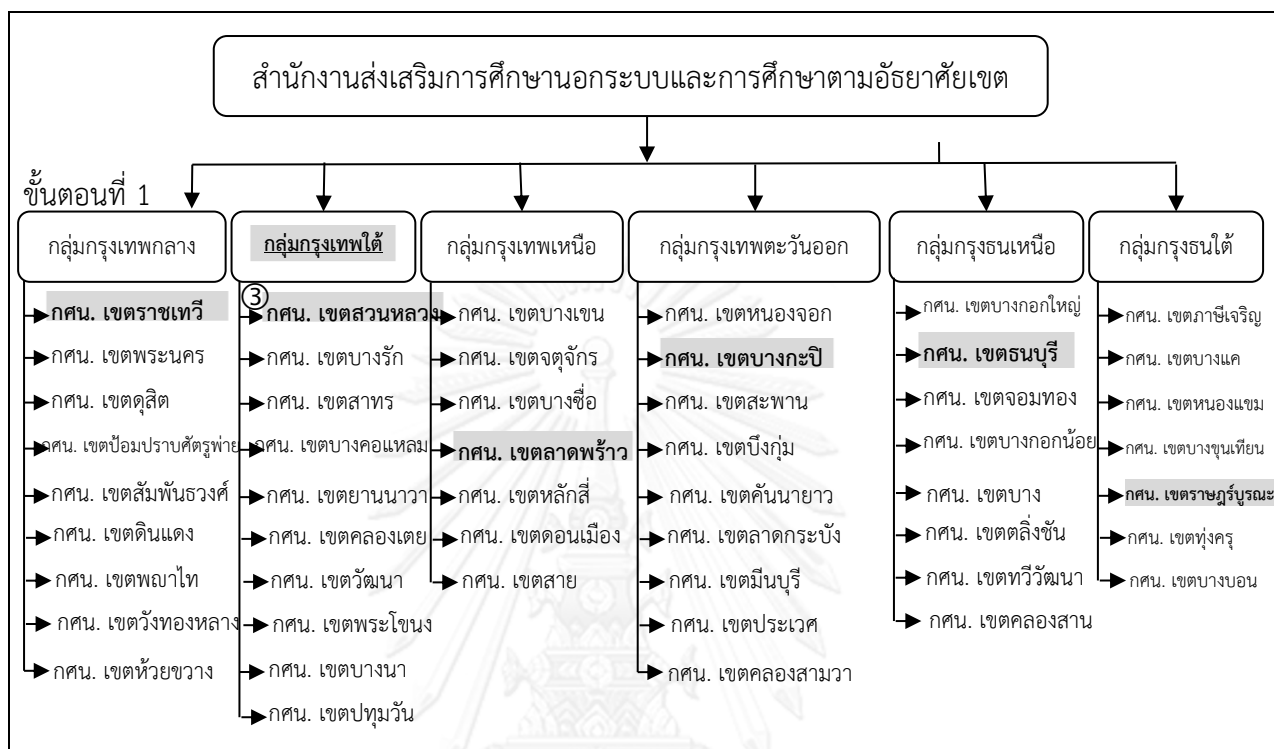 สำนักงานส่งเสริมการศึกษานอกระบบและการศึกษาตามอัธยาศัยเขต
ขั้นตอนที่ 1
กลุ่มกรุงเทพกลาง
กศน. เขตราชเทวี
กศน. เขตพระนคร
กศน. เขตดุสิต
กศน. เขตป้อมปราบศัตรูพ่าย
กศน. เขตสัมพันธวงศ์
กศน. เขตดินแดง
กศน. เขตพญาไท
กศน. เขตวังทองหลาง
กศน. เขตห้วยขวาง
กลุ่มกรุงเทพใต้
③
กศน. เขตสวนหลวง
กศน. เขตบางรัก
กศน. เขตสาทร
กศน. เขตบางคอแหลม
กศน. เขตยานนาวา
กศน. เขตคลองเตย
กศน. เขตวัฒนา
กศน. เขตพระโขนง
กศน. เขตบางนา
กศน. เขตปทุมวัน
กลุ่มกรุงเทพเหนือ
กศน. เขตบางเขน
กศน. เขตจตุจักร
กศน. เขตบางซื่อ
กศน. เขตลาดพร้าว
กศน. เขตหลักสี่
กศน. เขตดอนเมือง
กศน. เขตสาย
กลุ่มกรุงเทพตะวันออก
กศน. เขตหนองจอก
กศน. เขตบางกะปิ
กศน. เขตสะพาน
กศน. เขตบึงกุ่ม
กศน. เขตคันนายาว
กศน. เขตลาดกระบัง
กศน. เขตมีนบุรี
กศน. เขตประเวศ
กศน. เขตคลองสามวา
กลุ่มกรุงธนเหนือ
กศน. เขตบางกอกใหญ่
กศน. เขตธนบุรี
กศน. เขตจอมทอง
กศน. เขตบางกอกน้อย
กศน. เขตบาง
กศน. เขตตลิ่งชัน
กศน. เขตทวีวัฒนา
กศน. เขตคลองสาน
กลุ่มกรุงธนใต้
กศน. เขตภาษีเจริญ
กศน. เขตบางแค
กศน. เขตหนองแขม
กศน. เขตบางขุนเทียน
กศน. เขตราษฎร์บูรณะ
กศน. เขตทุ่งครุ
กศน. เขตบางบอน